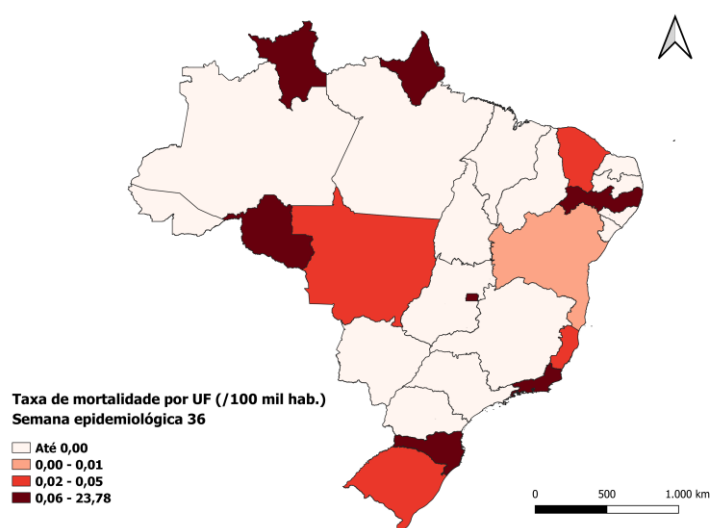 Taxa de mortalidade por UF (/100 mil hab.)
Semana epidemiológica 36
Até 0,00
0,00 - 0,01
0,02 - 0,05
0,06 - 23,78
0 500 1.000 km